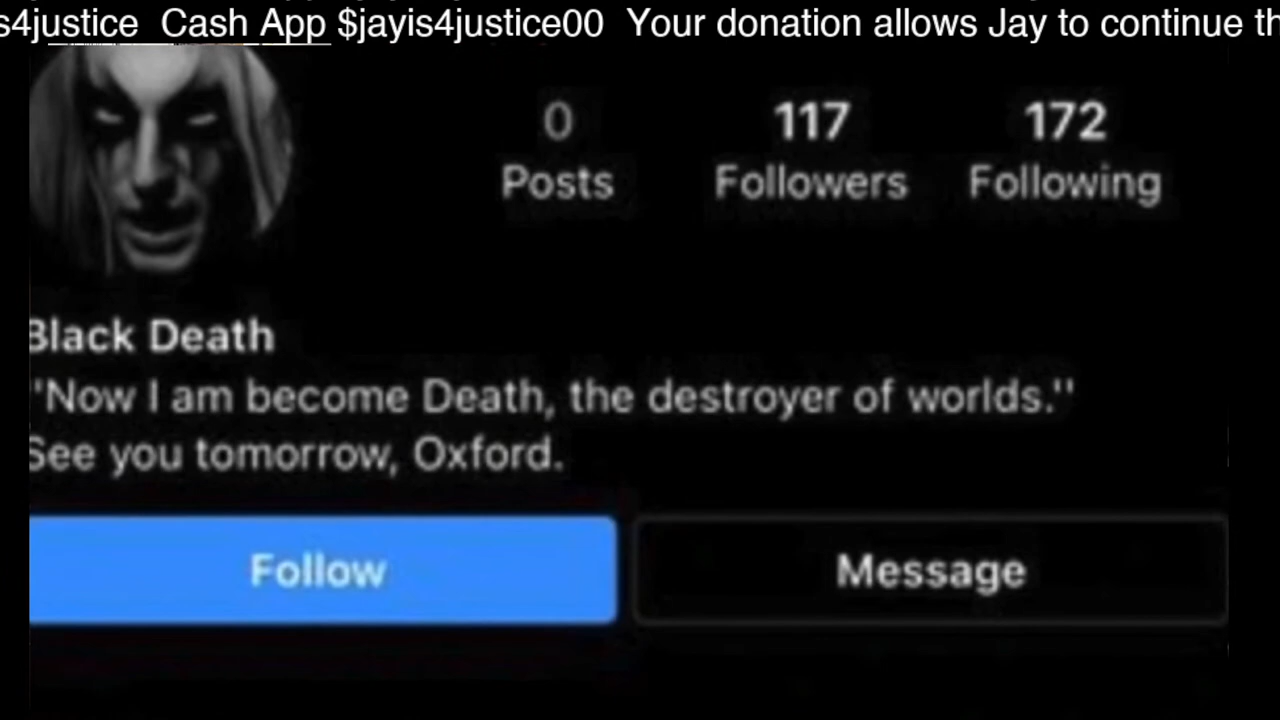 s4justice Cash App $jayis4justice00 Your donation allows Jay to continue th
0 117 172
Posts Followers Following
Black Death
"Now I am become Death, the destroyer of worlds."
See you tomorrow, Oxford.
Follow Message